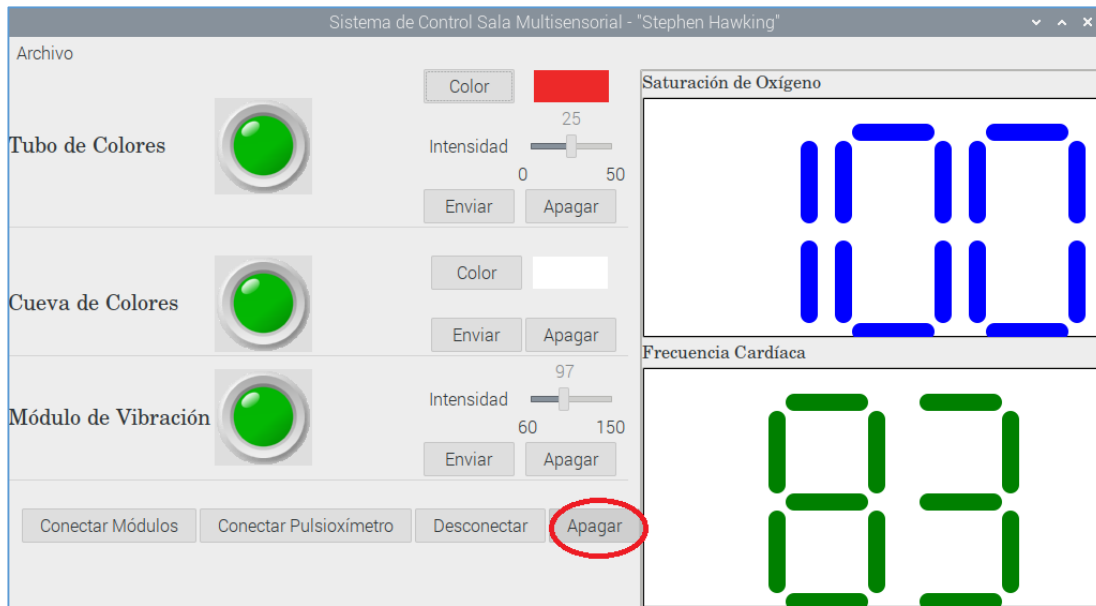 Sistema de Control Sala Multisensorial - "Stephen Hawking"
Archivo
Tubo de Colores
Color
25
Intensidad
0 50
Enviar Apagar
Cueva de Colores
Color
Enviar Apagar
Módulo de Vibración
97
Intensidad
60 150
Enviar Apagar
Conectar Módulos Conectar Pulsioxímetro Desconectar Apagar
Saturación de Oxígeno
100
Frecuencia Cardíaca
83